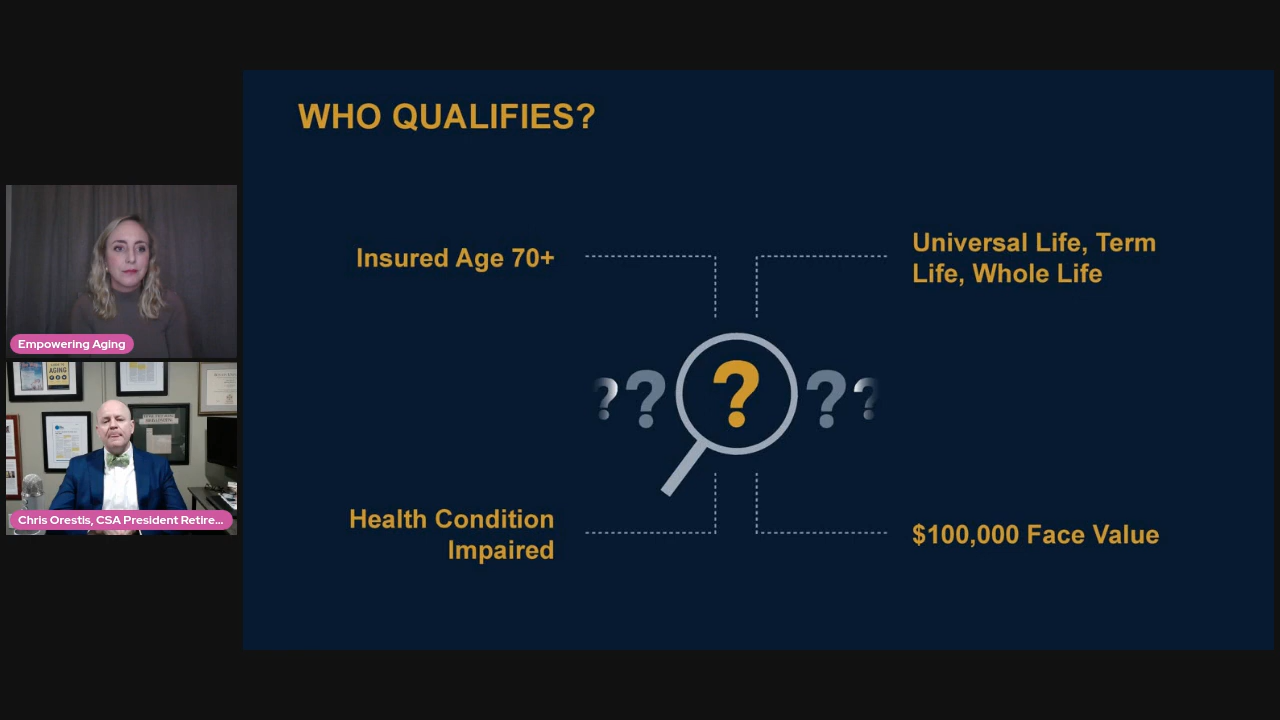 WHO QUALIFIES?
Insured Age 70+
Universal Life, Term
Life, Whole Life
? ? ? ? ?
Health Condition
Impaired
$100,000 Face Value
Empowering Aging
AGING
Chris Orestis, CSA President Retire...